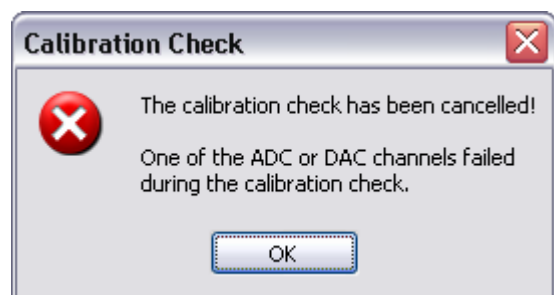 Calibration Check
The calibration check has been cancelled!
One of the ADC or DAC channels failed
during the calibration check.
OK